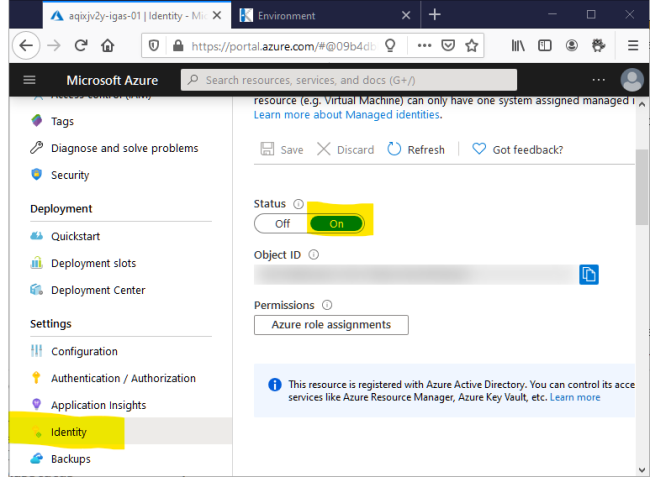 aqixjv2y-igas-01 | Identity - Mic
Environment
https://portal.azure.com/#@09b4db
Microsoft Azure
Search resources, services, and docs (G+/)
Access control (IAM)
Tags
Diagnose and solve problems
Security
Deployment
Quickstart
Deployment slots
Deployment Center
Settings
Configuration
Authentication / Authorization
Application Insights
Identity
Backups
resource (e.g. Virtual Machine) can only have one system assigned managed i
Learn more about Managed identities.
Save
Discard
Refresh
Got feedback?
Status
Off
On
Object ID
Permissions
Azure role assignments
This resource is registered with Azure Active Directory. You can control its acce
services like Azure Resource Manager, Azure Key Vault, etc. Learn more